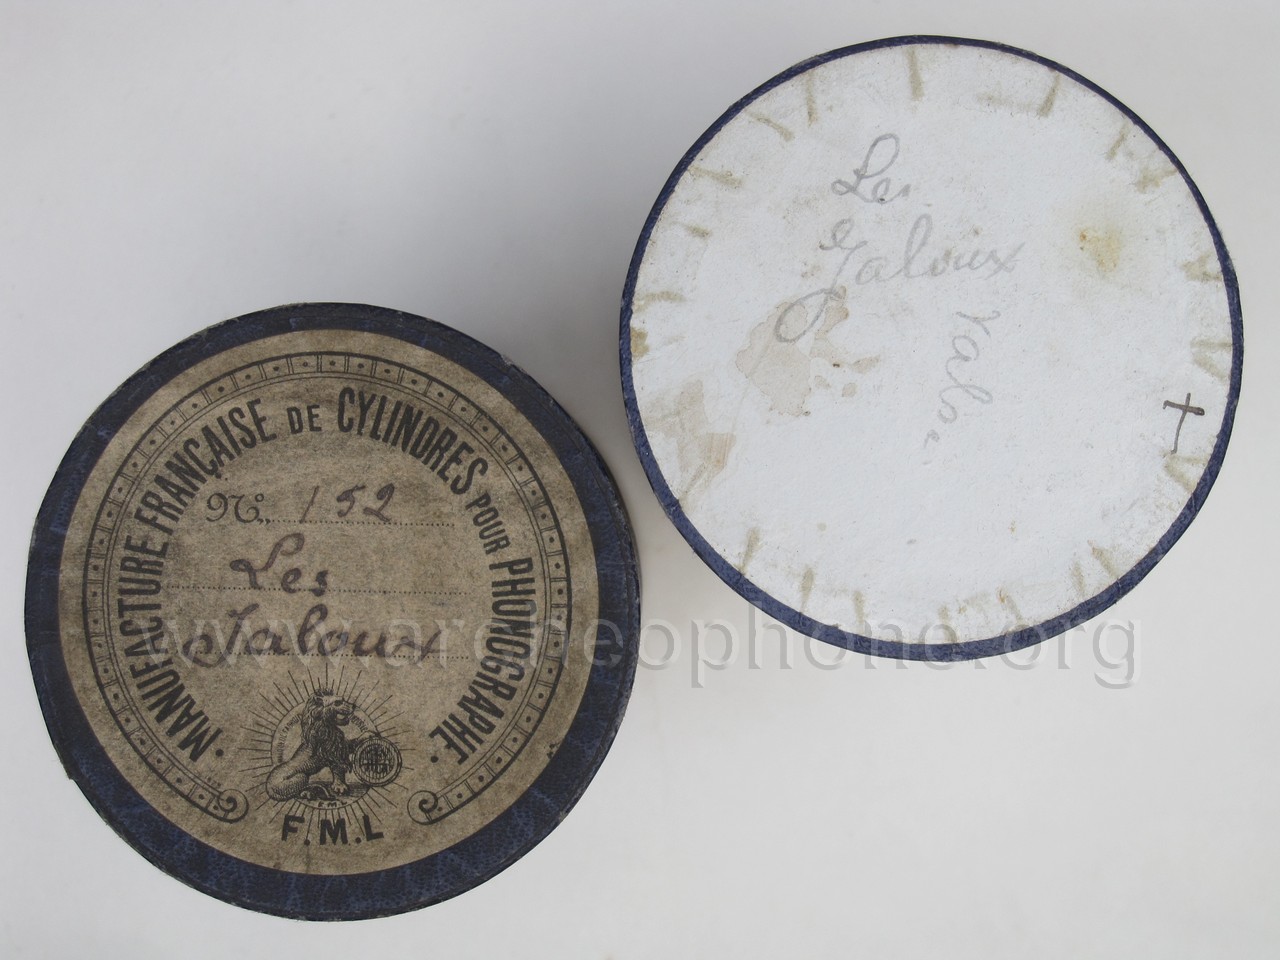 MANUFACTURE FRANÇAISE DE CYLINDRES POUR PHONOGRAPHE
No. 152
Les
Jaloux
F.M.L
F.M.L
Les
Jaloux
www.archeophone.org